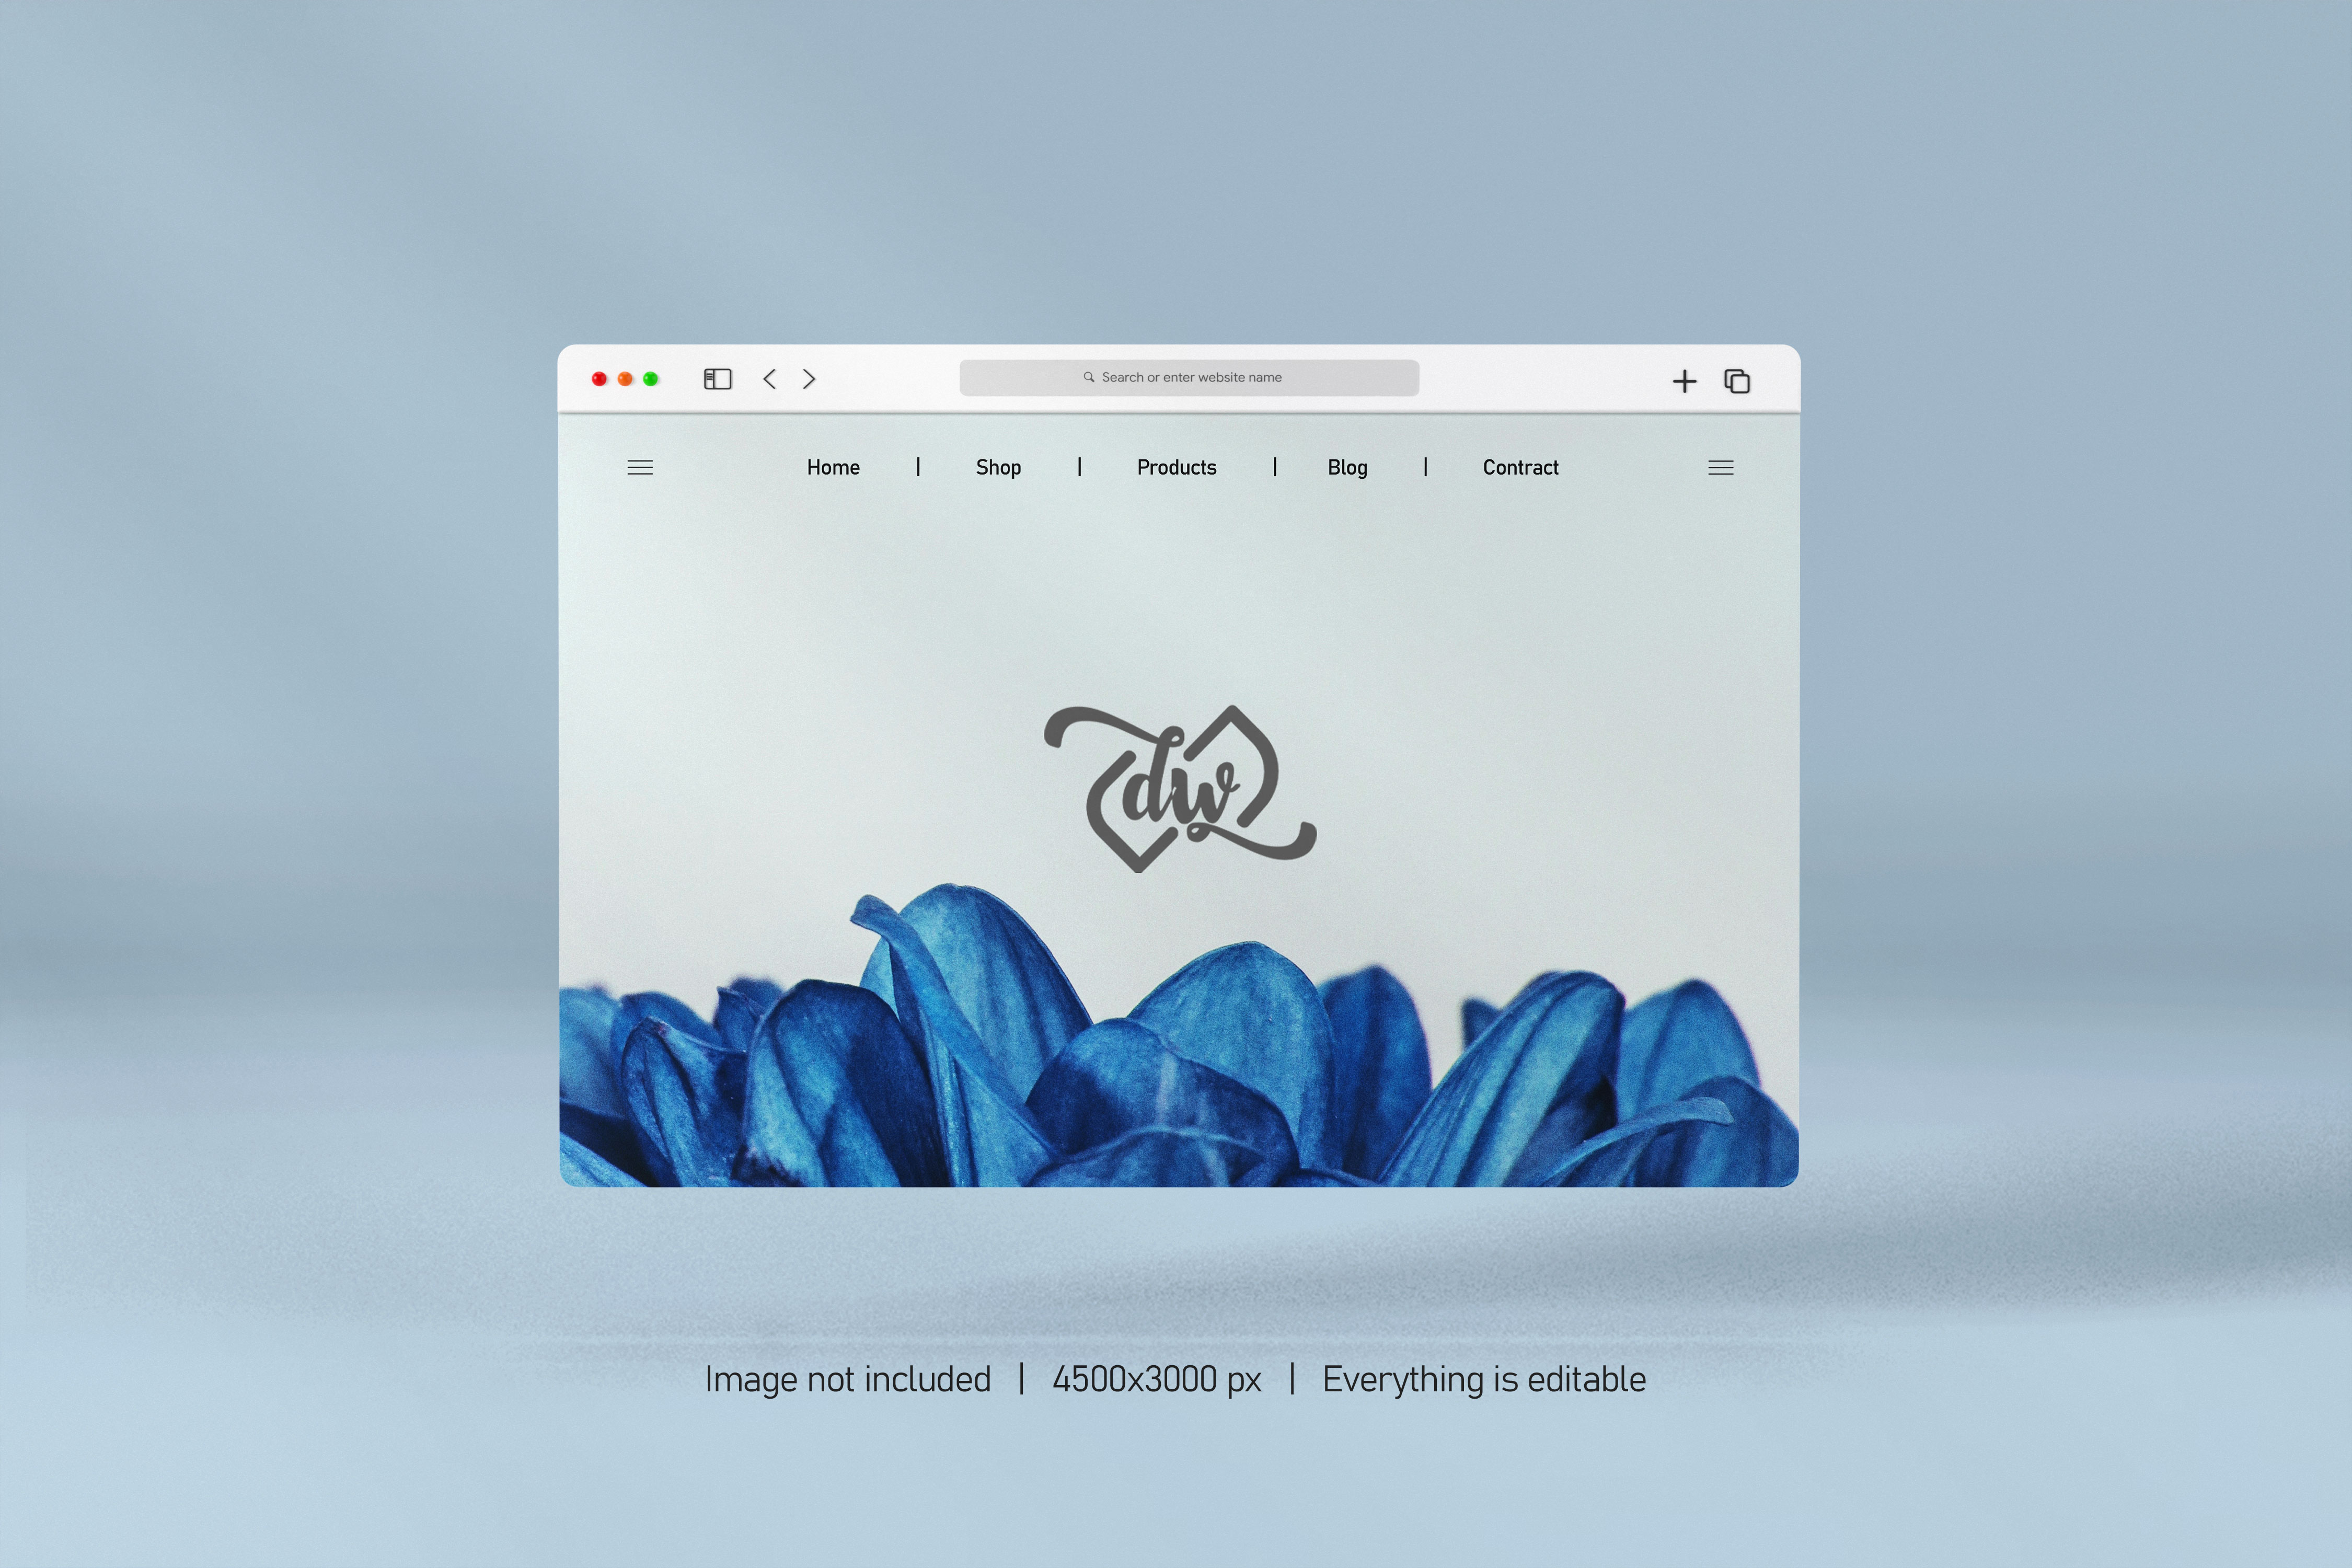 Search or enter website name
Home | Shop | Products | Blog | Contract
dw
Image not included | 4500x3000 px | Everything is editable